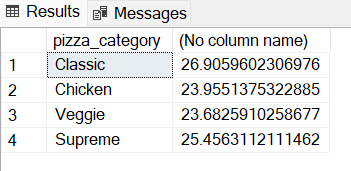 Results Messages
pizza_category (No column name)
1 Classic 26.9059602306976
2 Chicken 23.9551375322885
3 Veggie 23.6825910258677
4 Supreme 25.4563112111462